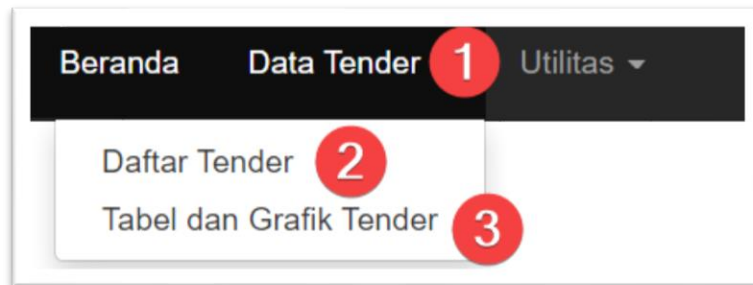 Beranda Data Tender 1 Utilitas
Daftar Tender 2
Tabel dan Grafik Tender 3